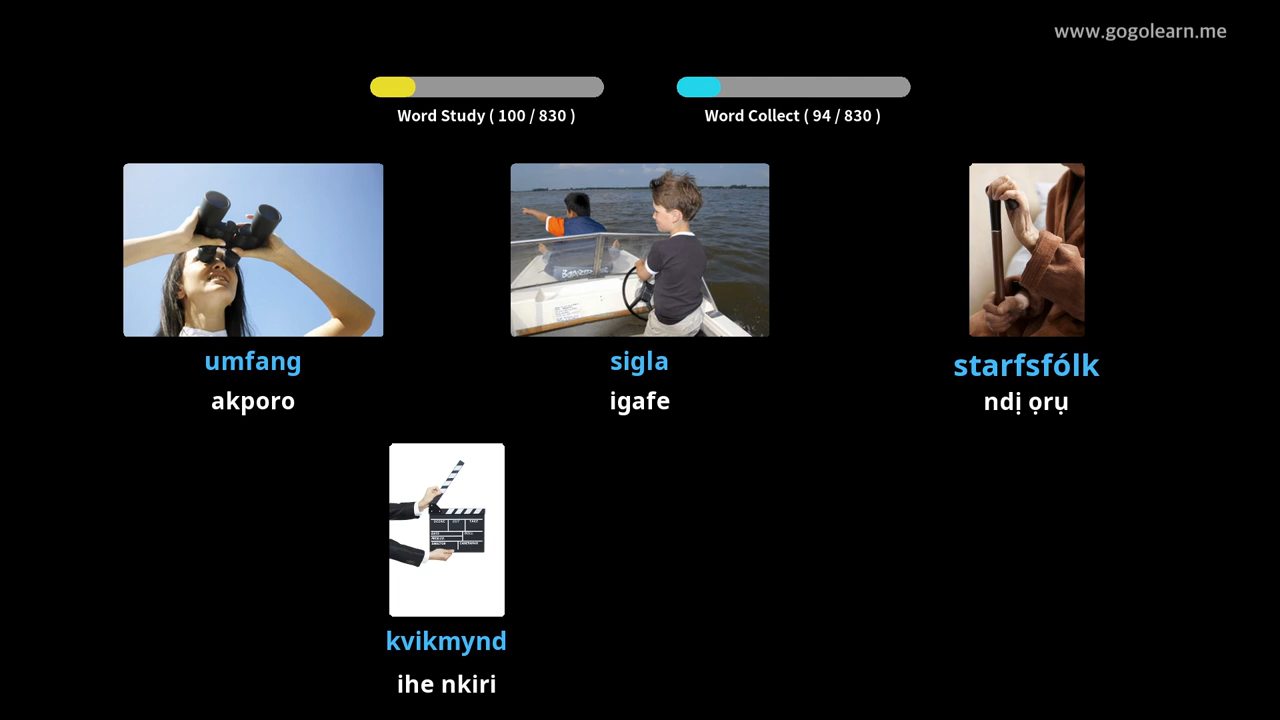 www.gogolearn.me
Word Study ( 100 / 830 )
Word Collect ( 94 / 830 )
umfang
akporo
sigla
igafe
starfsfólk
ndị ọrụ
kvikmynd
ihe nkiri